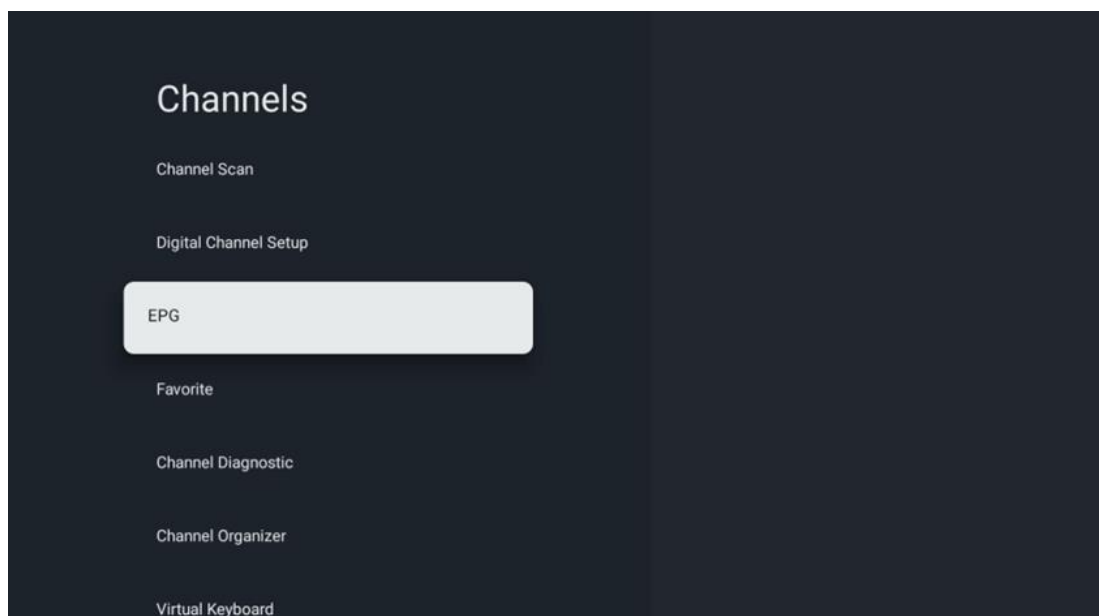 Channels
Channel Scan
Digital Channel Setup
EPG
Favorite
Channel Diagnostic
Channel Organizer
Virtual Keyboard